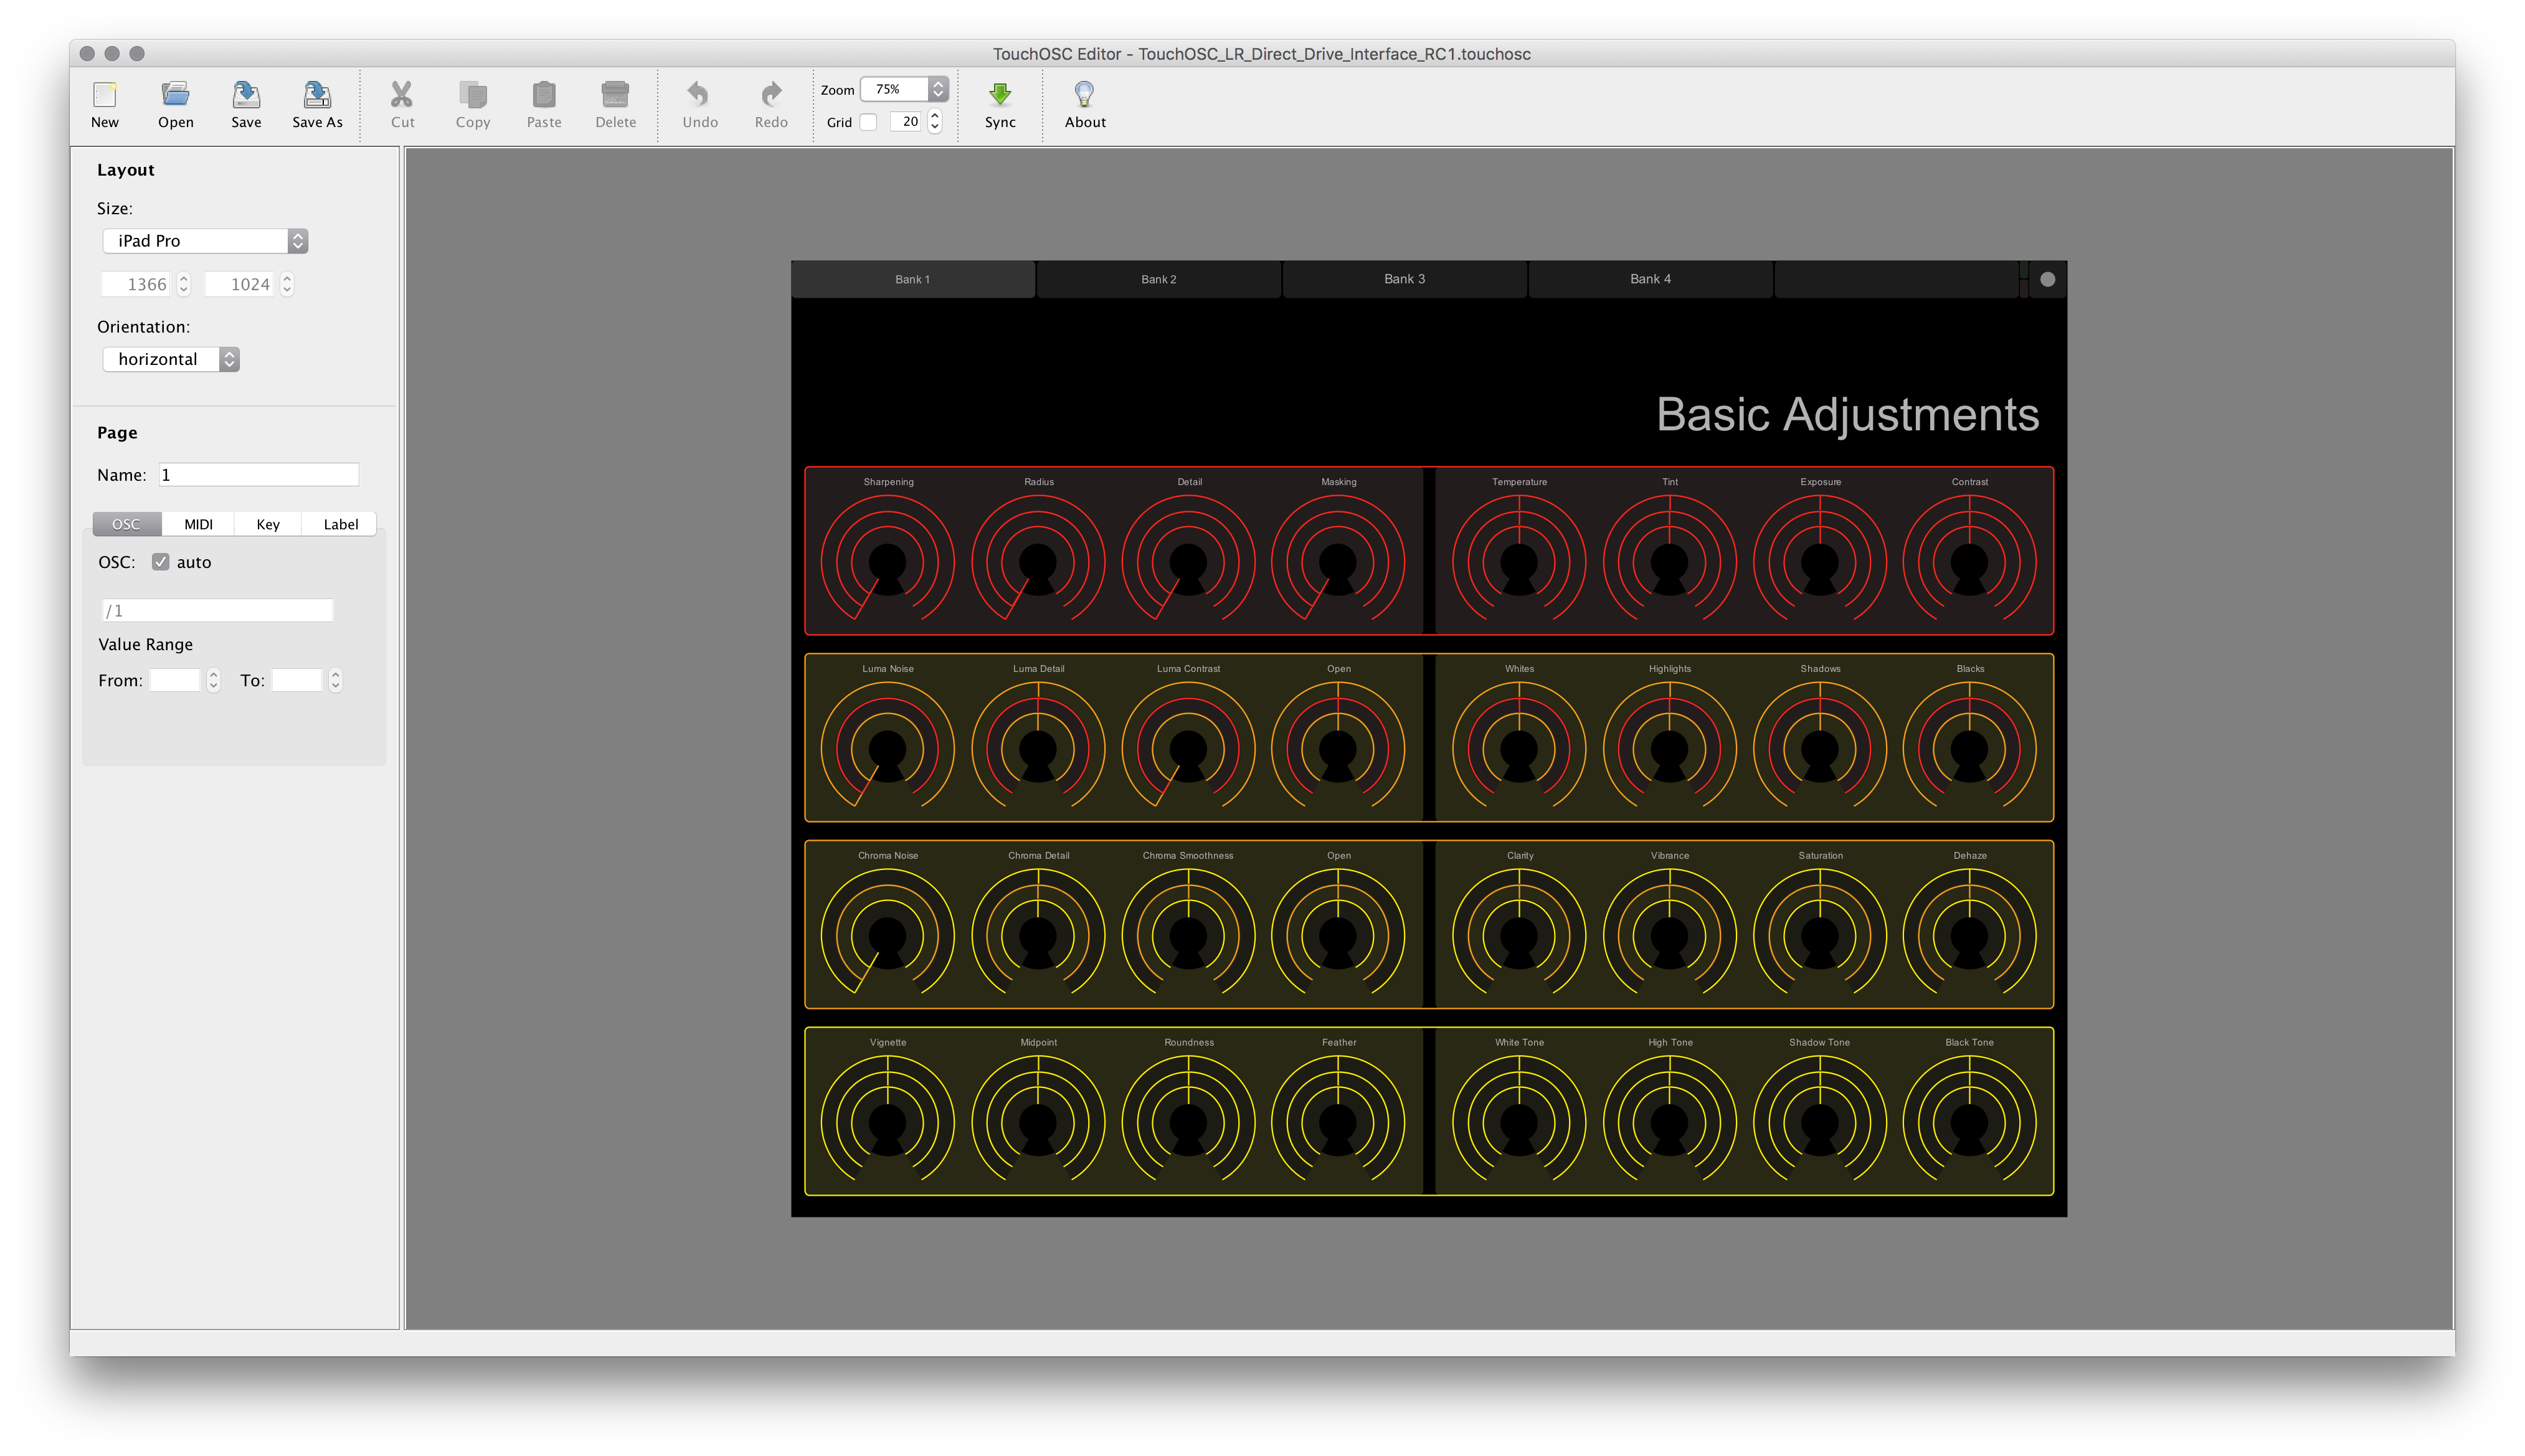 TouchOSC Editor - TouchOSC_LR_Direct_Drive_Interface_RC1.touchosc
New Open Save Save As Cut Copy Paste Delete Undo Redo Zoom 75% Grid 20 Sync About
Layout
Size:
iPad Pro
1366 1024
Orientation:
horizontal
Page
Name: 1
OSC MIDI Key Label
OSC: auto
/1
Value Range
From: To:
Bank 1 Bank 2 Bank 3 Bank 4
Basic Adjustments
Sharpening Radius Detail Masking Temperature Tint Exposure Contrast
Luma Noise Luma Detail Luma Contrast Open Whites Highlights Shadows Blacks
Chroma Noise Chroma Detail Chroma Smoothness Open Clarity Vibrance Saturation Dehaze
Vignette Midpoint Roundness Feather White Tone High Tone Shadow Tone Black Tone